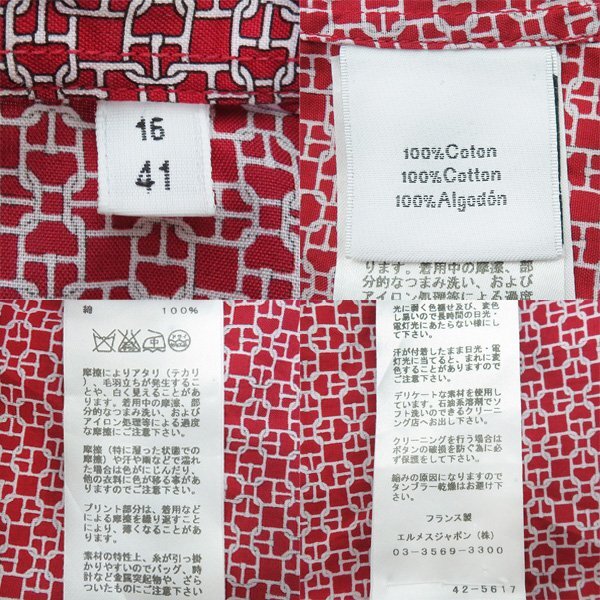 16
41
100%Coton
100%Cotton
100%Algodón
ります。着用中の摩擦、部
分的なつまみ洗い、および
アイロン処理等による過度
綿 100%
摩擦によりアタリ(テカリ
)、毛羽立ちが発生するこ
とや、白く見えることがあ
ります。着用中の摩擦、部
分的なつまみ洗い、および
アイロン処理等による過度
な摩擦にご注意下さい。
摩擦(特に湿った状態での
摩擦)や汗や雨などで濡れ
た場合は色がにじんだり、
他の衣料に色が移る事があ
りますのでご注意下さい。
プリント部分は、着用など
による摩擦を繰り返すこと
により、薄くなることがあ
ります。
素材の特性上、糸が引っ掛
かりやすいのでバッグ、時
計など金属突起物や、ざら
ついたものにご注意下さい
光に弱く色褪せ及び、変色
し易いので長時間の日光・
電灯光にあたらない様にし
て下さい。
汗が付着したまま日光・電
灯光に当てると、まれに変
色することがありますので
ご注意下さい。
デリケートな素材を使用し
ています。石油系溶剤でソ
フト洗いのできるクリーニ
ング店へお出し下さい。
クリーニングを行う場合は
ボタンの破損を防ぐ為に必
ず保護をして下さい。
縮みの原因になりますので
タンブラー乾燥はお避け下
さい。
フランス製
エルメスジャポン(株)
03-3569-3300
42-5617